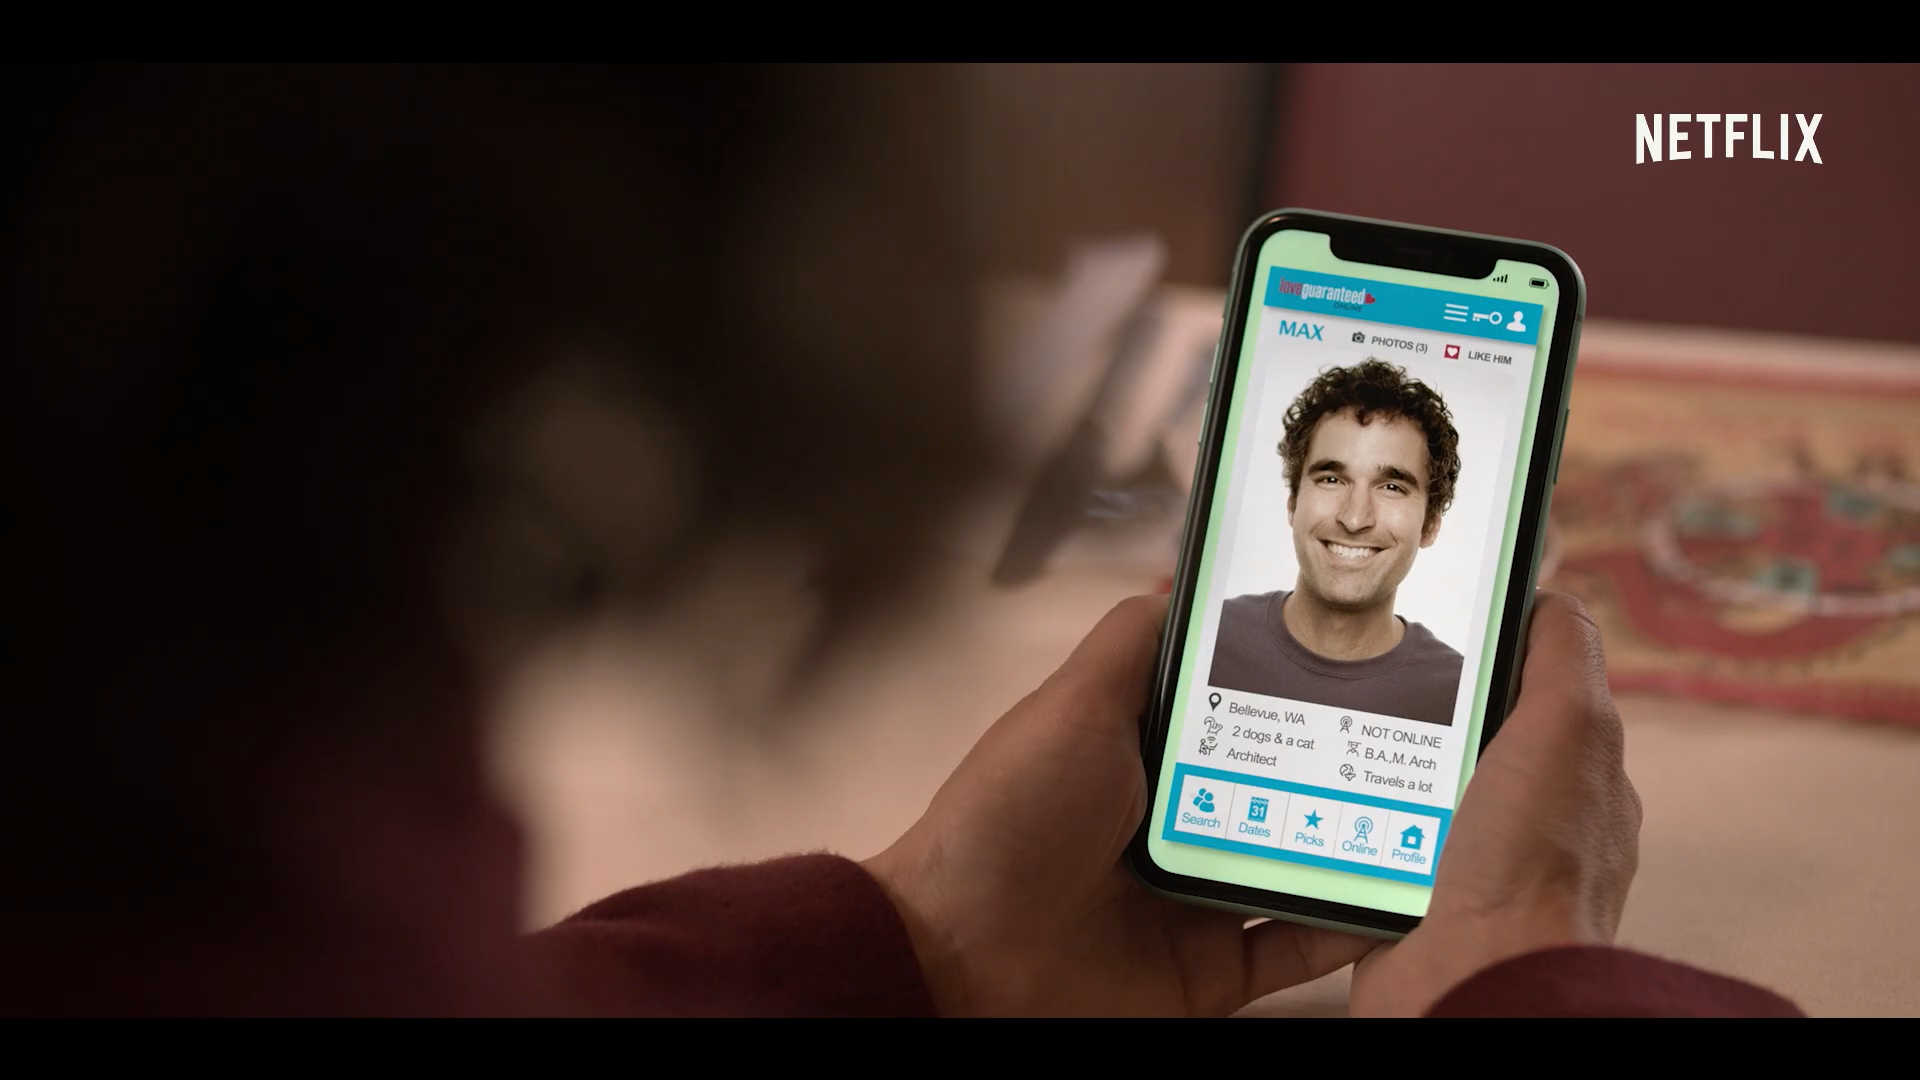 NETFLIX
loveguaranteed
ONLINE
MAX
PHOTOS (3)
LIKE HIM
Bellevue, WA
NOT ONLINE
2 dogs & a cat
B.A.,M. Arch
Architect
Travels a lot
31
Search
Dates
Picks
Online
Profile